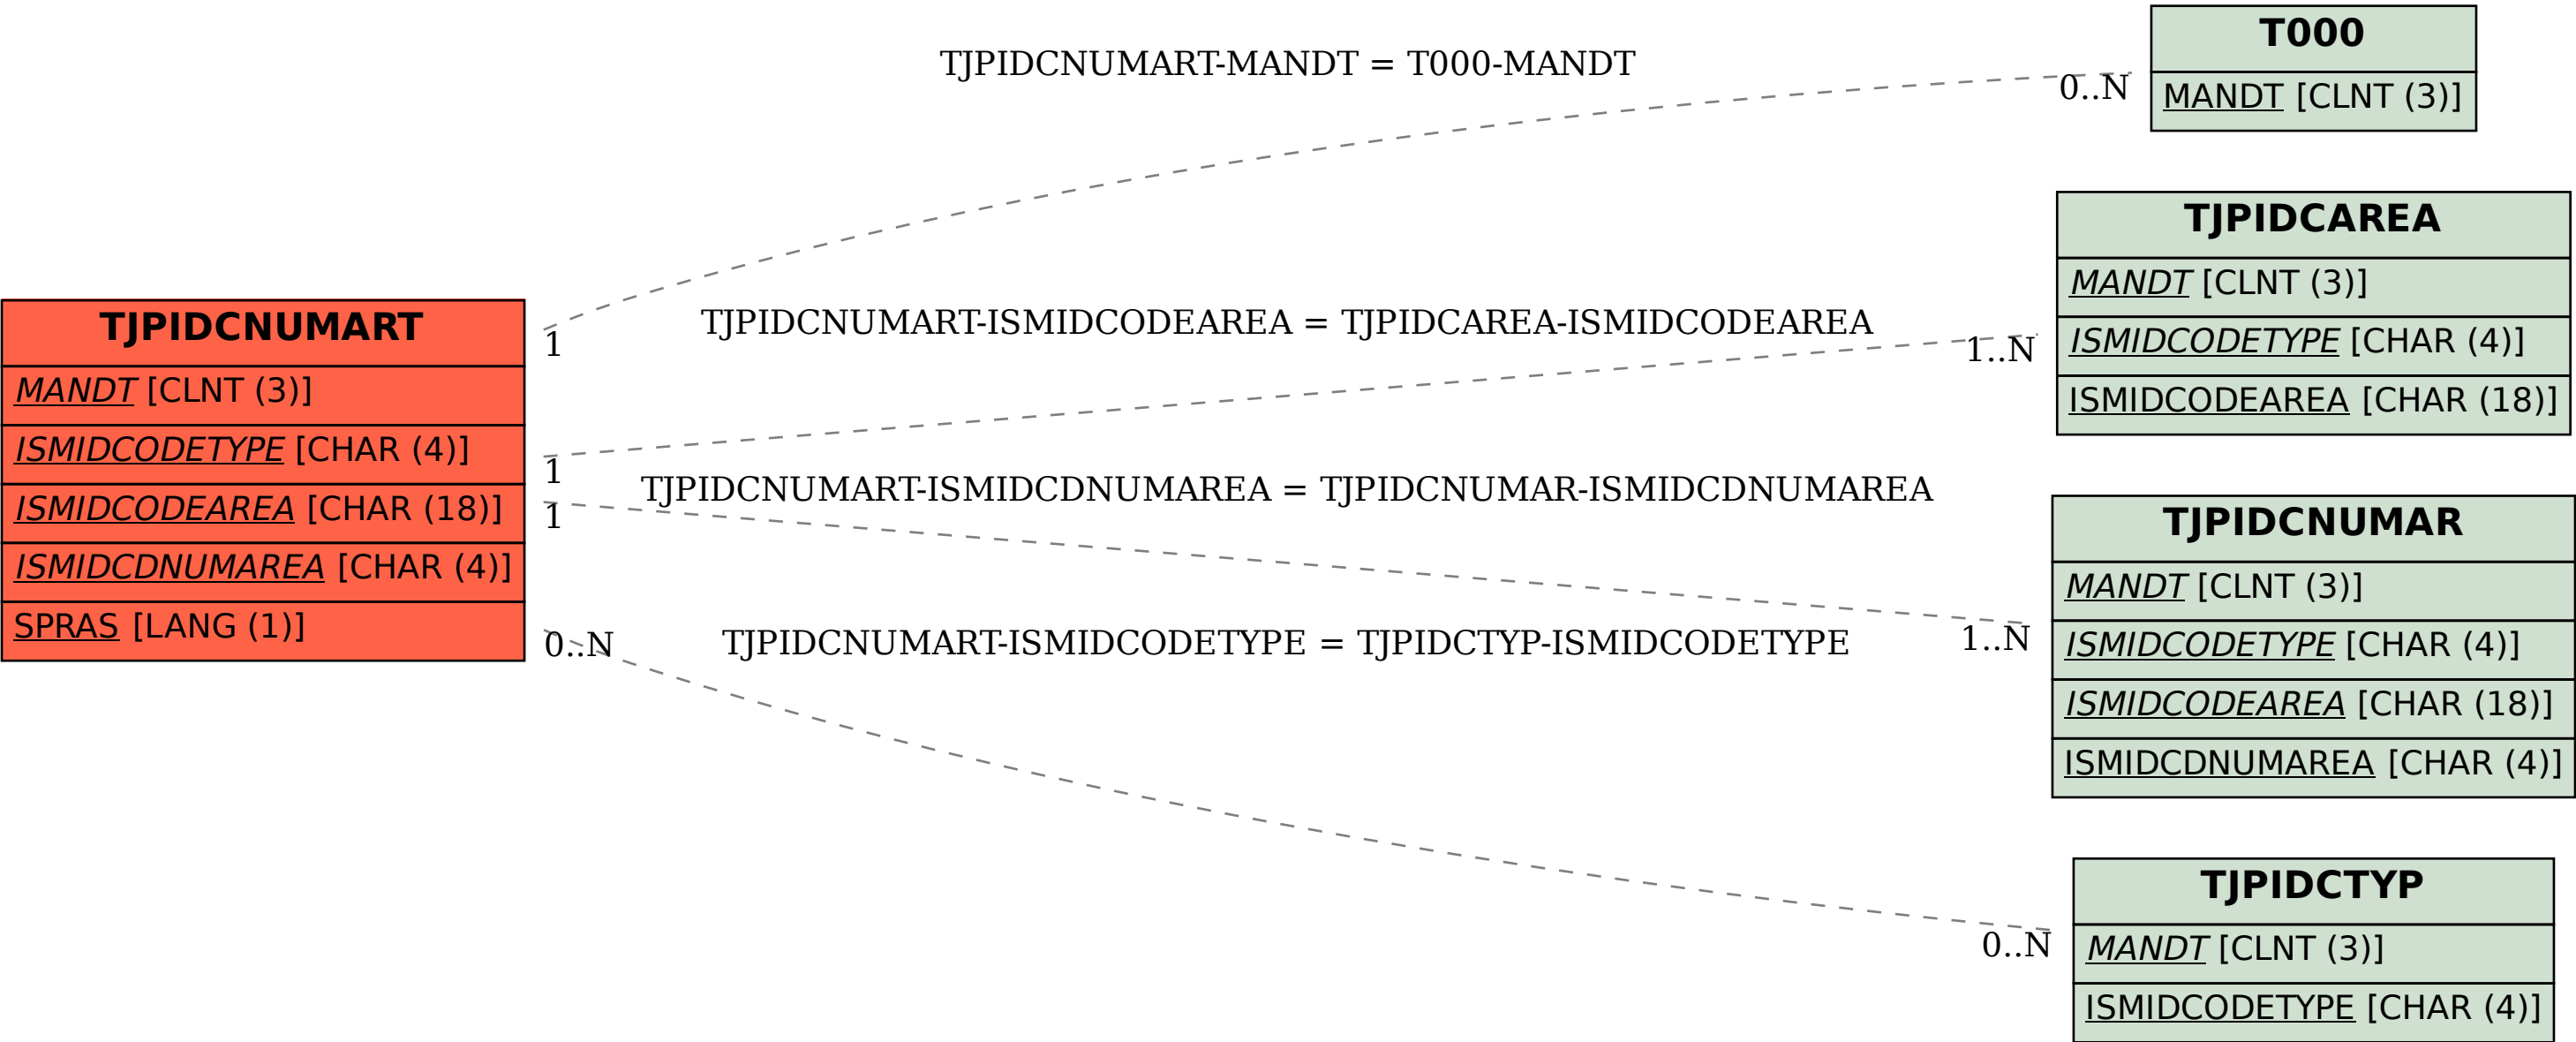 TJPIDCNUMART
MANDT [CLNT (3)]
ISMIDCODETYPE [CHAR (4)]
ISMIDCODEAREA [CHAR (18)]
ISMIDCDNUMAREA [CHAR (4)]
SPRAS [LANG (1)]
TJPIDCNUMART-MANDT = T000-MANDT
1
0..N
TJPIDCNUMART-ISMIDCODEAREA = TJPIDCAREA-ISMIDCODEAREA
1
1..N
TJPIDCNUMART-ISMIDCDNUMAREA = TJPIDCNUMAR-ISMIDCDNUMAREA
1
1..N
TJPIDCNUMART-ISMIDCODETYPE = TJPIDCTYP-ISMIDCODETYPE
0..N
0..N
T000
MANDT [CLNT (3)]
TJPIDCAREA
MANDT [CLNT (3)]
ISMIDCODETYPE [CHAR (4)]
ISMIDCODEAREA [CHAR (18)]
TJPIDCNUMAR
MANDT [CLNT (3)]
ISMIDCODETYPE [CHAR (4)]
ISMIDCODEAREA [CHAR (18)]
ISMIDCDNUMAREA [CHAR (4)]
TJPIDCTYP
MANDT [CLNT (3)]
ISMIDCODETYPE [CHAR (4)]